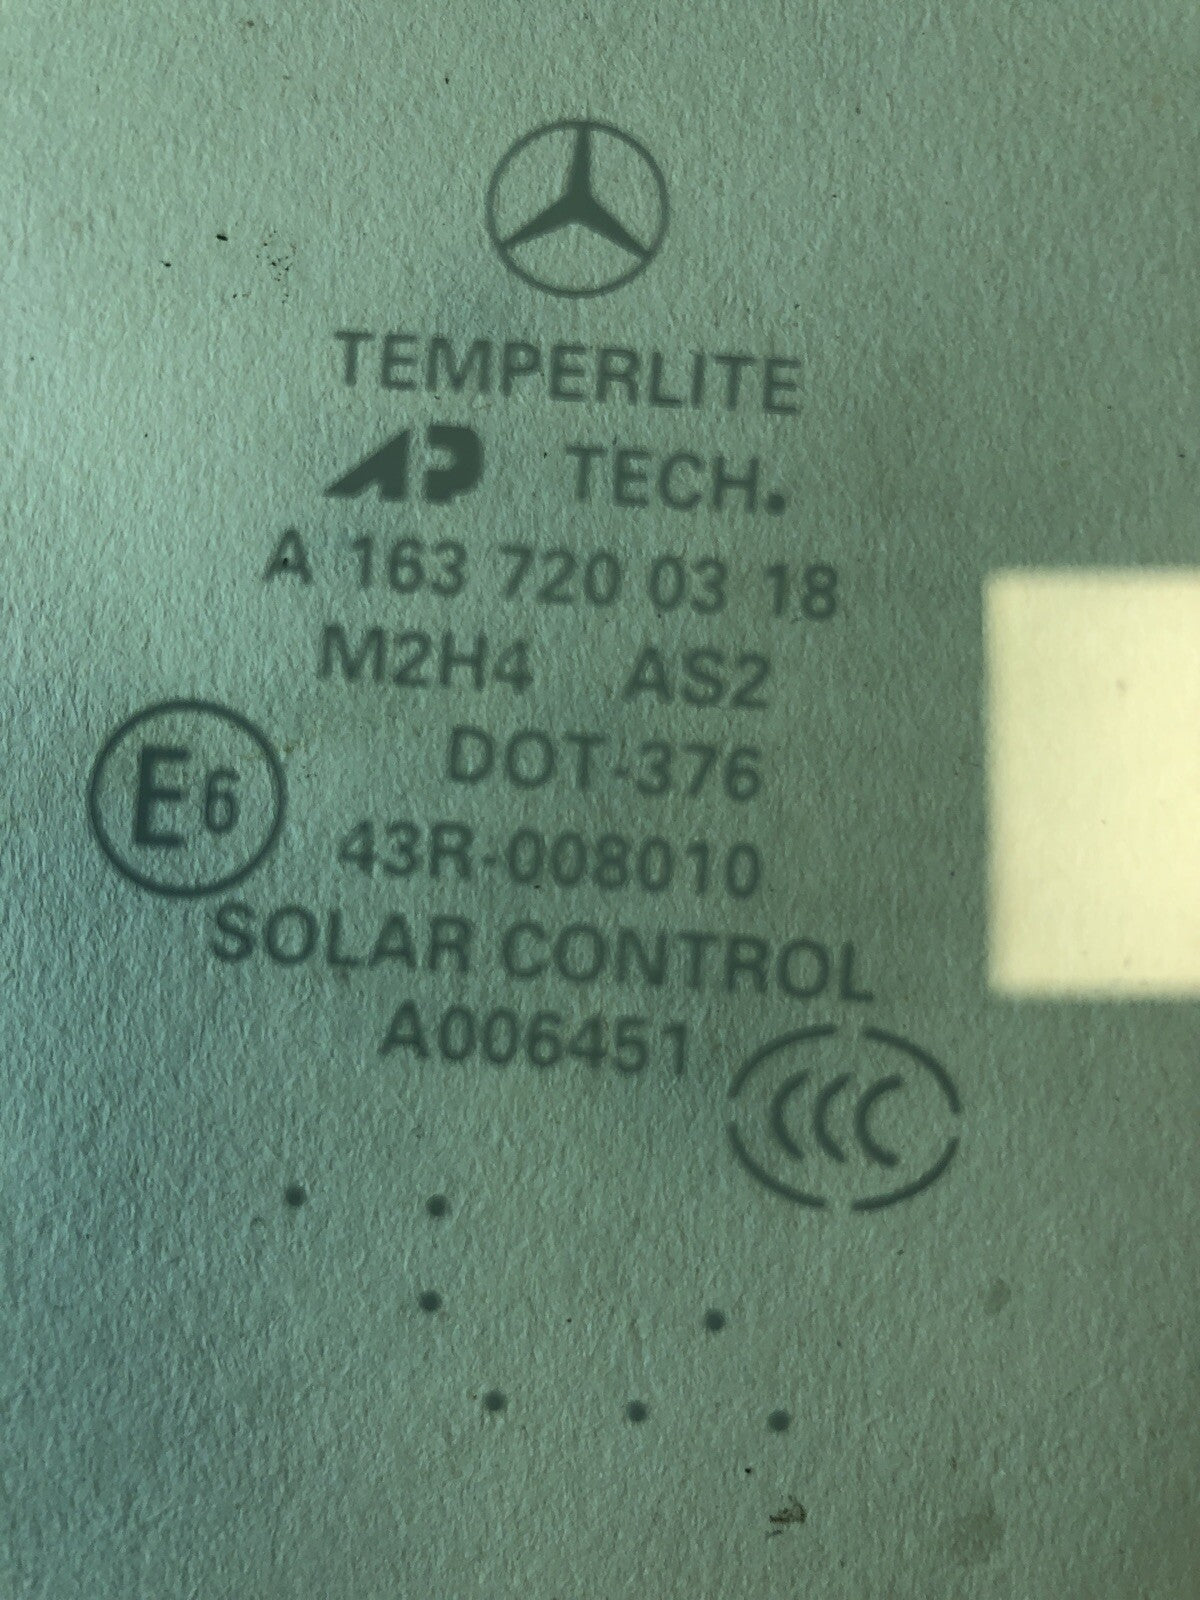 TEMPERLITE
AP TECH.
A 163 720 03 18
M2H4 AS2
DOT-376
E6
43R-008010
SOLAR CONTROL
A006451
CCC